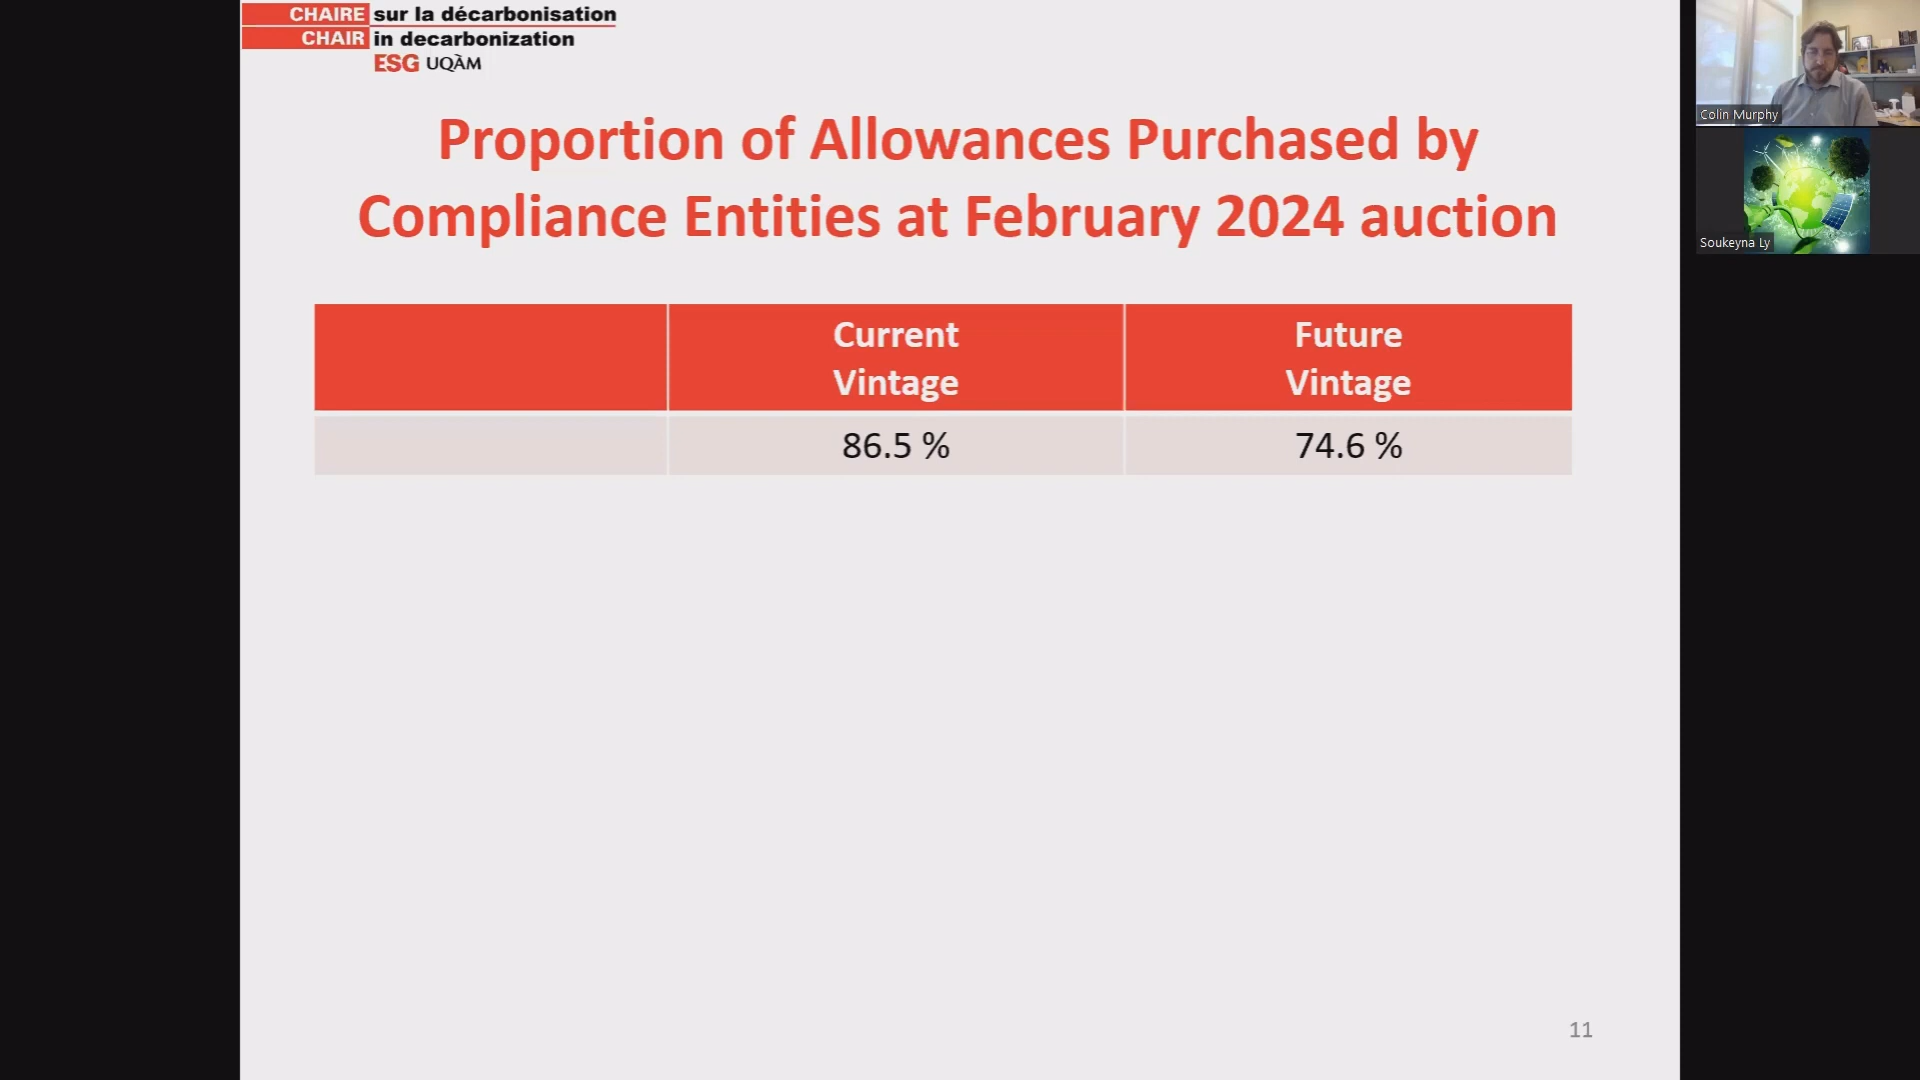 CHAIRE sur la décarbonisation
CHAIR in decarbonization
ESG UQÀM
Proportion of Allowances Purchased by
Compliance Entities at February 2024 auction
Current Vintage
Future Vintage
86.5 %
74.6 %
11
Colin Murphy
Soukeyna Ly